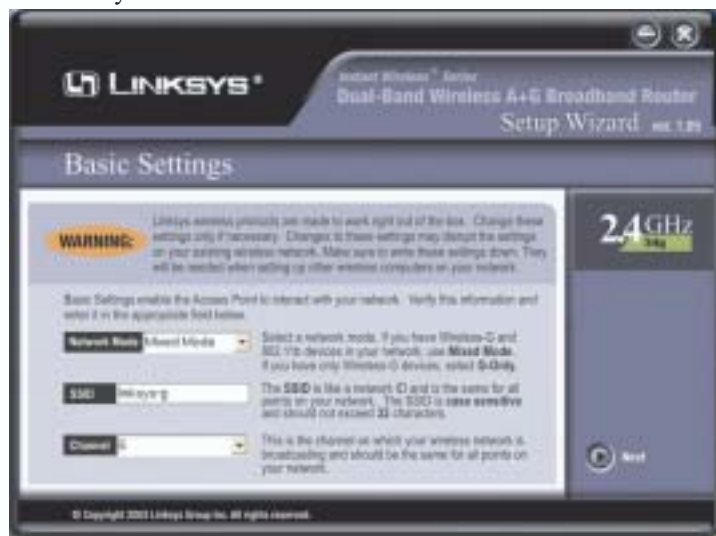 LINKSYS®
Instant Wireless® Series
Dual-Band Wireless A+G Broadband Router
Setup Wizard ver. 1.05
Basic Settings
WARNING:
Linksys wireless products are made to work right out of the box. Change these
settings only if necessary. Changes to these settings may disrupt the settings
on your existing wireless network. Make sure to write these settings down. They
will be needed when setting up other wireless computers on your network.
2.4GHz
Basic Settings enable the Access Point to interact with your network. Verify this information and
enter it in the appropriate field below.
Network Mode Mixed Mode
Select a network mode. If you have Wireless-G and
802.11b devices in your network, use Mixed Mode.
If you have only Wireless-G devices, select G-Only.
SSID linksys-g
The SSID is like a network ID and is the same for all
points on your network. The SSID is case sensitive
and should not exceed 32 characters.
Channel 6
This is the channel on which your wireless network is
broadcasting and should be the same for all points on
your network.
Next
© Copyright 2003 Linksys Group Inc. All rights reserved.